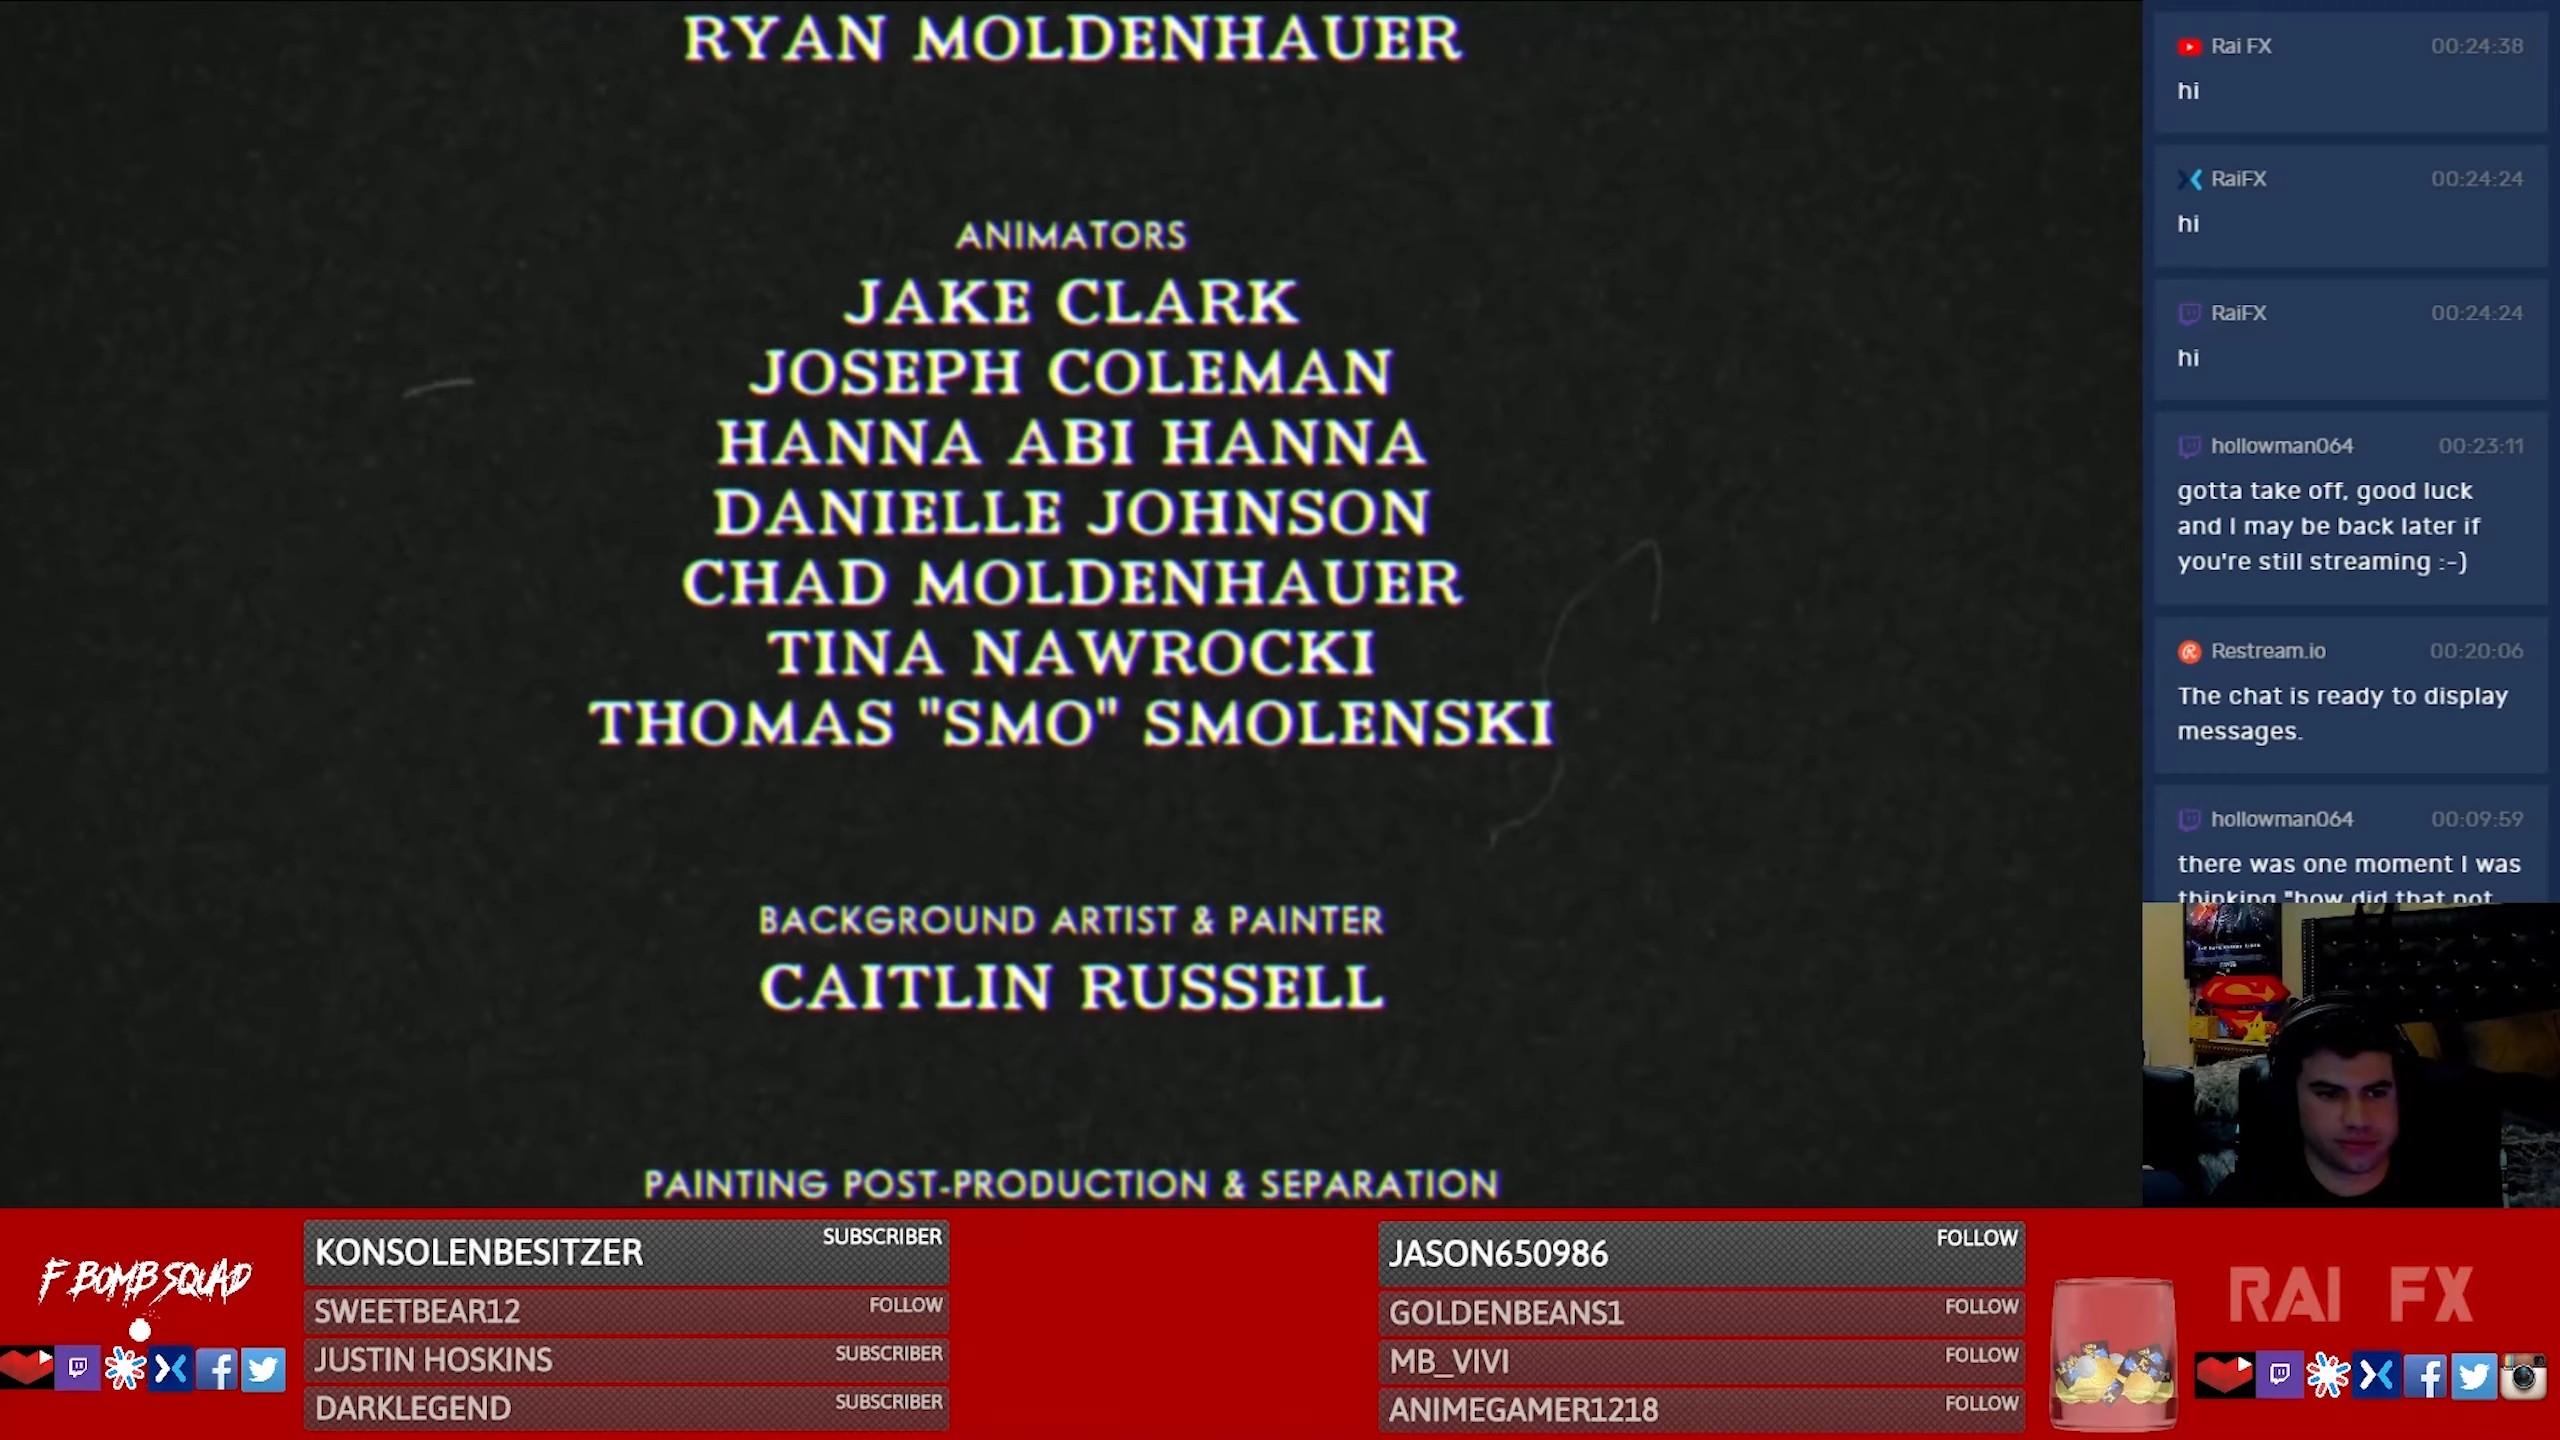 RYAN MOLDENHAUER
ANIMATORS
JAKE CLARK
JOSEPH COLEMAN
HANNA ABI HANNA
DANIELLE JOHNSON
CHAD MOLDENHAUER
TINA NAWROCKI
THOMAS "SMO" SMOLENSKI
BACKGROUND ARTIST & PAINTER
CAITLIN RUSSELL
PAINTING POST-PRODUCTION & SEPARATION
Rai FX 00:24:38
hi
RaiFX 00:24:24
hi
RaiFX 00:24:24
hi
hollowman064 00:23:11
gotta take off, good luck
and I may be back later if
you're still streaming :-)
Restream.io 00:20:06
The chat is ready to display
messages.
hollowman064 00:09:59
there was one moment I was
thinking "how did that not
F BOMB SQUAD
KONSOLENBESITZER SUBSCRIBER
SWEETBEAR12 FOLLOW
JUSTIN HOSKINS SUBSCRIBER
DARKLEGEND SUBSCRIBER
JASON650986 FOLLOW
GOLDENBEANS1 FOLLOW
MB_VIVI FOLLOW
ANIMEGAMER1218 FOLLOW
RAI FX